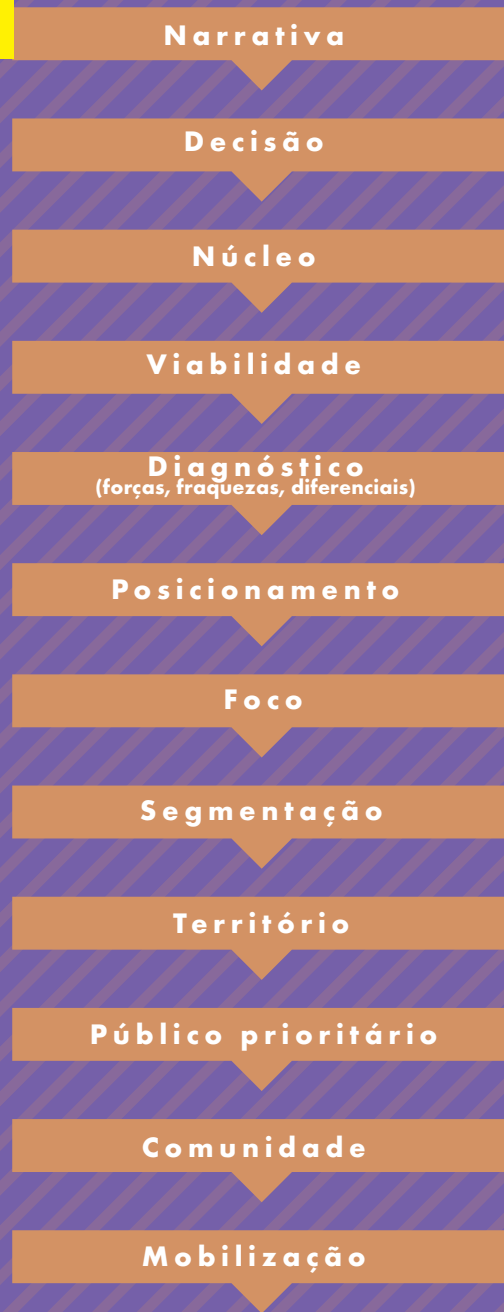 Narrativa
Decisão
Núcleo
Viabilidade
Diagnóstico
(forças, fraquezas, diferenciais)
Posicionamento
Foco
Segmentação
Território
Público prioritário
Comunidade
Mobilização